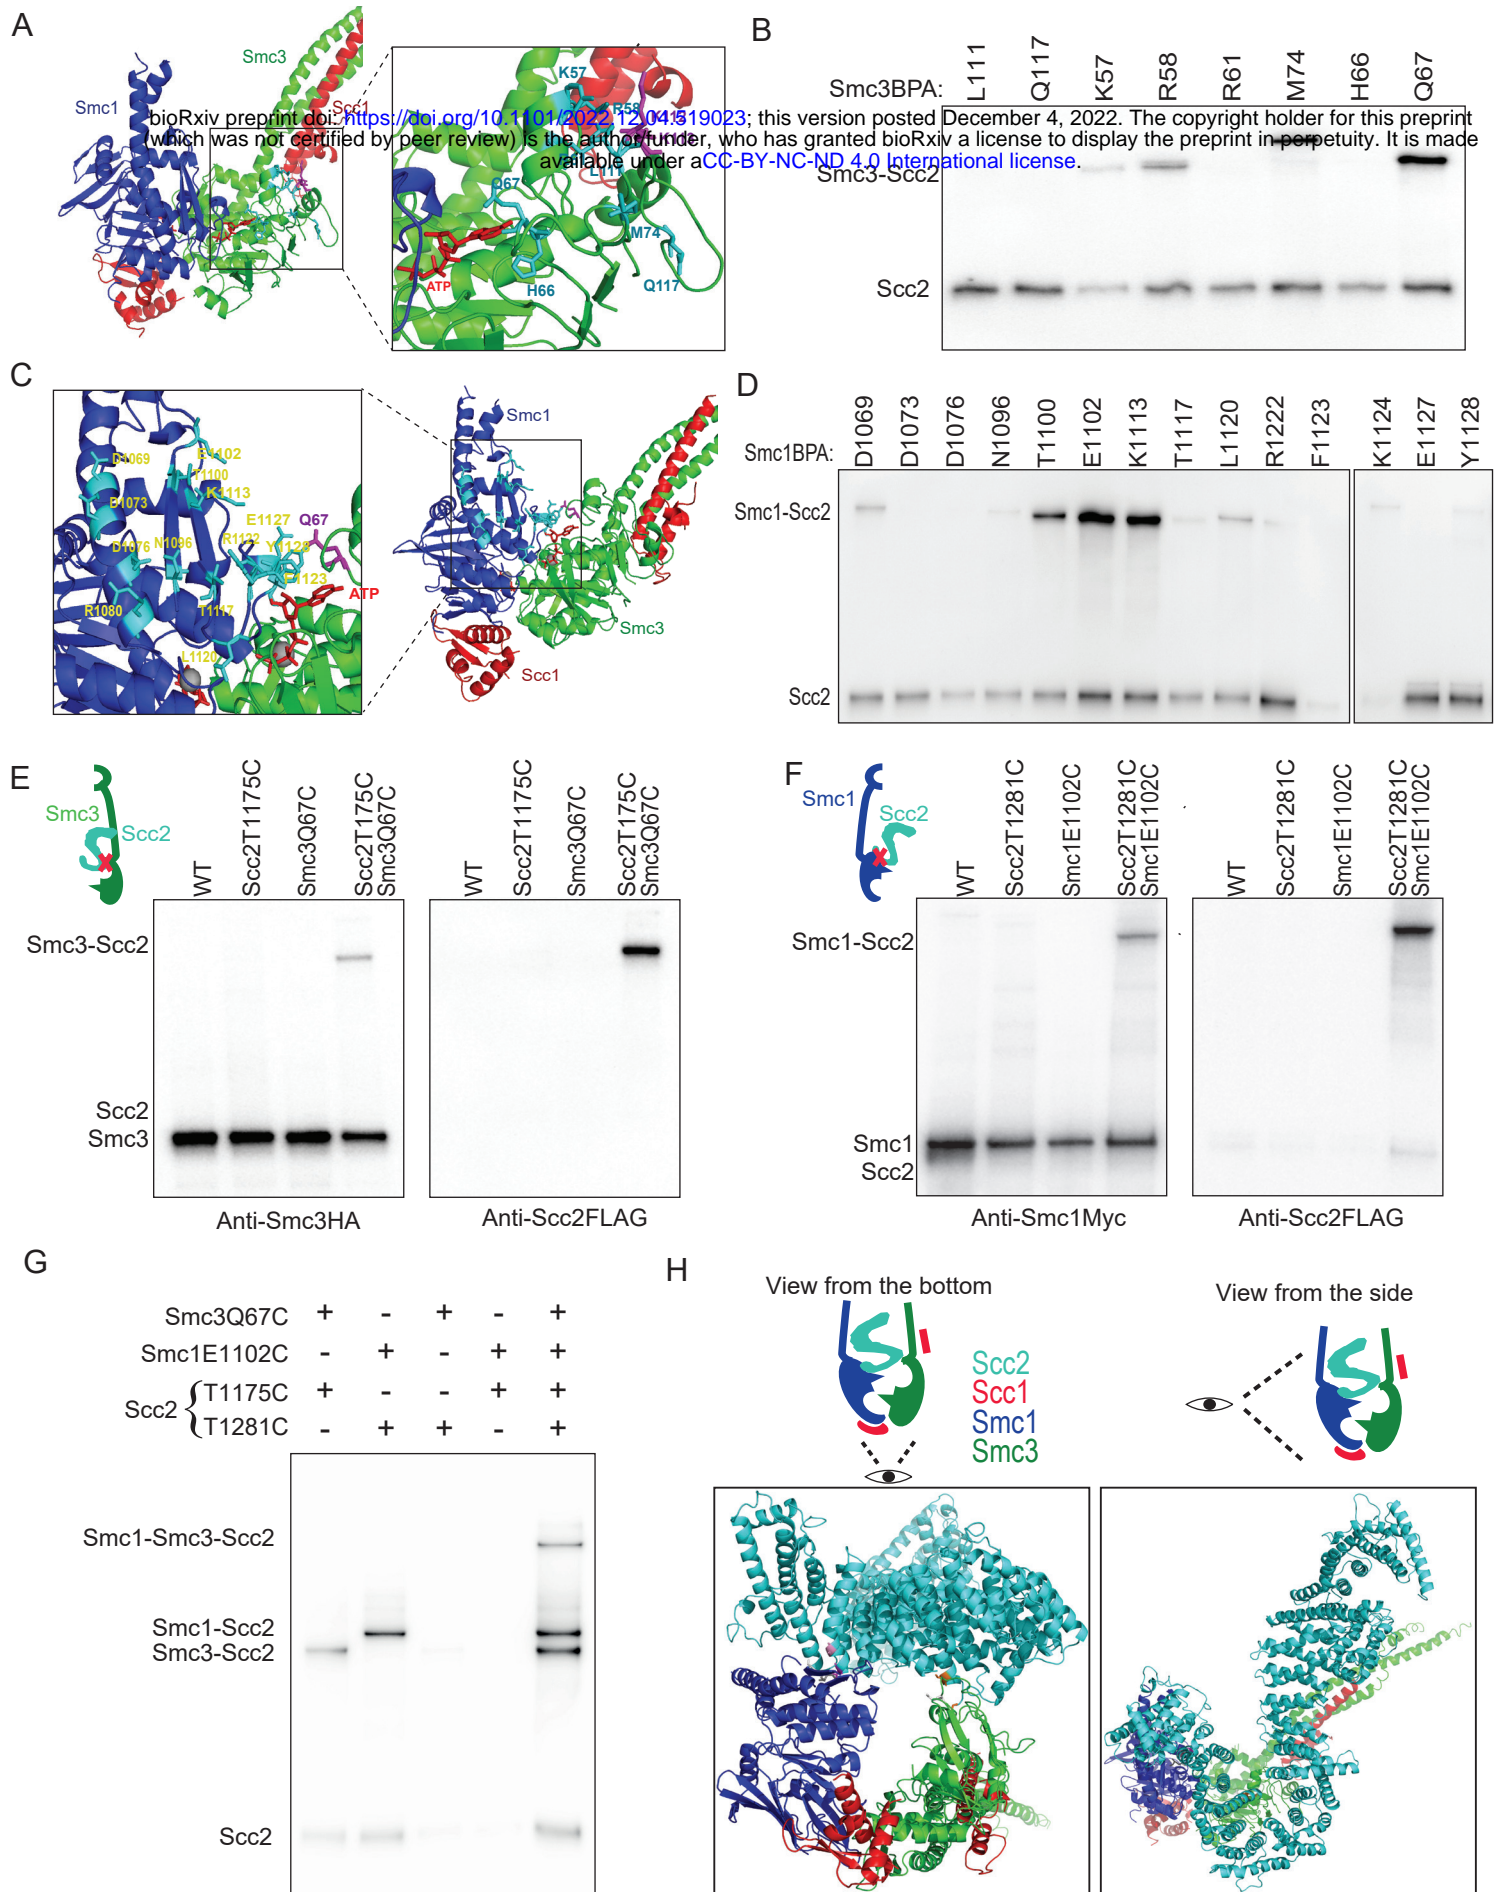 A
Smc3
Smc1
Scc1
K57
R58
L111
Q67
M74
ATP
H66
Q117
bioRxiv preprint doi: https://doi.org/10.1101/2022.12.04.519023; this version posted December 4, 2022. The copyright holder for this preprint
(which was not certified by peer review) is the author/funder, who has granted bioRxiv a license to display the preprint in perpetuity. It is made
available under aCC-BY-NC-ND 4.0 International license.
B
Smc3BPA:
L111
Q117
K57
R58
R61
M74
H66
Q67
Smc3-Scc2
Scc2
C
D1069
E1102
T1100
D1073
K1113
E1127
Q67
D1076
N1096
R1122
Y1128
F1123
ATP
R1080
T1117
L1120
Smc1
Smc3
Scc1
D
Smc1BPA:
D1069
D1073
D1076
N1096
T1100
E1102
K1113
T1117
L1120
R1222
F1123
K1124
E1127
Y1128
Smc1-Scc2
Scc2
E
Smc3
Scc2
WT
Scc2T1175C
Smc3Q67C
Scc2T175C
Smc3Q67C
WT
Scc2T1175C
Smc3Q67C
Scc2T175C
Smc3Q67C
Smc3-Scc2
Scc2
Smc3
Anti-Smc3HA
Anti-Scc2FLAG
F
Smc1
Scc2
WT
Scc2T1281C
Smc1E1102C
Scc2T1281C
Smc1E1102C
WT
Scc2T1281C
Smc1E1102C
Scc2T1281C
Smc1E1102C
Smc1-Scc2
Smc1
Scc2
Anti-Smc1Myc
Anti-Scc2FLAG
G
Smc3Q67C + - + - +
Smc1E1102C - + - + +
Scc2 { T1175C + - - + +
T1281C - + + - +
Smc1-Smc3-Scc2
Smc1-Scc2
Smc3-Scc2
Scc2
H
View from the bottom
View from the side
Scc2
Scc1
Smc1
Smc3